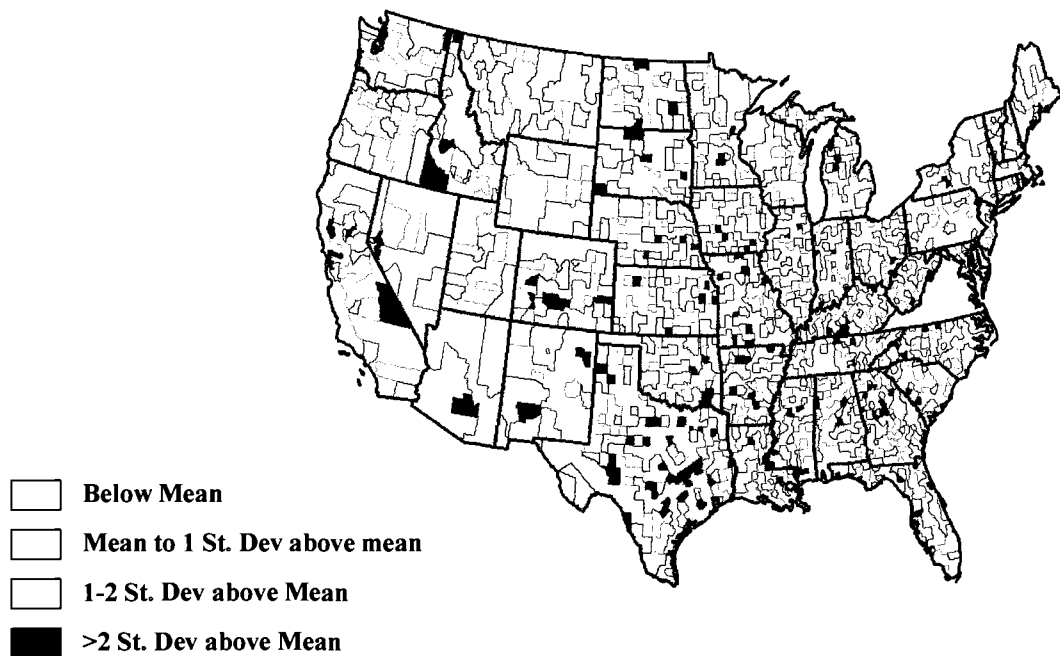 Below Mean
Mean to 1 St. Dev above mean
1-2 St. Dev above Mean
>2 St. Dev above Mean